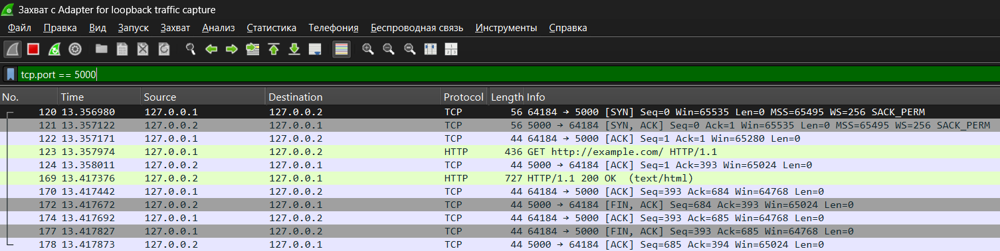 Захват с Adapter for loopback traffic capture
Файл Правка Вид Запуск Захват Анализ Статистика Телефония Беспроводная связь Инструменты Справка
tcp.port == 5000
No. Time Source Destination Protocol Length Info
120 13.356980 127.0.0.1 127.0.0.2 TCP 56 64184 → 5000 [SYN] Seq=0 Win=65535 Len=0 MSS=65495 WS=256 SACK_PERM
121 13.357122 127.0.0.2 127.0.0.1 TCP 56 5000 → 64184 [SYN, ACK] Seq=0 Ack=1 Win=65535 Len=0 MSS=65495 WS=256 SACK_PERM
122 13.357171 127.0.0.1 127.0.0.2 TCP 44 64184 → 5000 [ACK] Seq=1 Ack=1 Win=65280 Len=0
123 13.357974 127.0.0.1 127.0.0.2 HTTP 436 GET http://example.com/ HTTP/1.1
124 13.358011 127.0.0.2 127.0.0.1 TCP 44 5000 → 64184 [ACK] Seq=1 Ack=393 Win=65024 Len=0
169 13.417376 127.0.0.2 127.0.0.1 HTTP 727 HTTP/1.1 200 OK (text/html)
170 13.417442 127.0.0.1 127.0.0.2 TCP 44 64184 → 5000 [ACK] Seq=393 Ack=684 Win=64768 Len=0
172 13.417672 127.0.0.2 127.0.0.1 TCP 44 5000 → 64184 [FIN, ACK] Seq=684 Ack=393 Win=65024 Len=0
174 13.417692 127.0.0.1 127.0.0.2 TCP 44 64184 → 5000 [ACK] Seq=393 Ack=685 Win=64768 Len=0
177 13.417827 127.0.0.1 127.0.0.2 TCP 44 64184 → 5000 [FIN, ACK] Seq=393 Ack=685 Win=64768 Len=0
178 13.417873 127.0.0.2 127.0.0.1 TCP 44 5000 → 64184 [ACK] Seq=685 Ack=394 Win=65024 Len=0